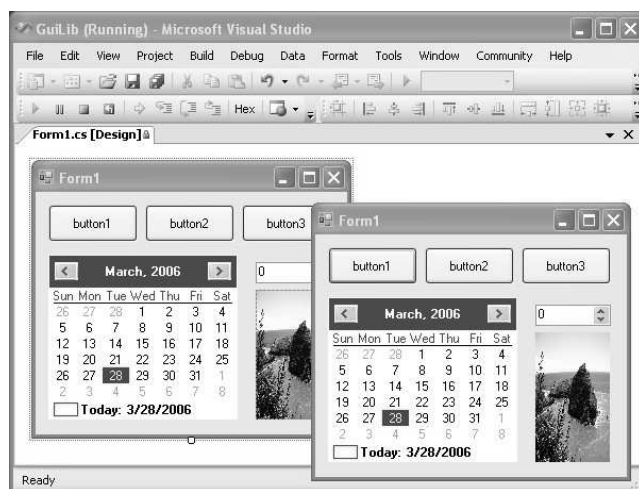 GuiLib (Running) - Microsoft Visual Studio
File Edit View Project Build Debug Data Format Tools Window Community Help
Hex
Form1.cs [Design]
Form1
button1 button2 button3
March, 2006
0
Sun Mon Tue Wed Thu Fri Sat
26 27 28 1 2 3 4
5 6 7 8 9 10 11
12 13 14 15 16 17 18
19 20 21 22 23 24 25
26 27 28 29 30 31 1
2 3 4 5 6 7 8
Today: 3/28/2006
Form1
button1 button2 button3
March, 2006
0
Sun Mon Tue Wed Thu Fri Sat
26 27 28 1 2 3 4
5 6 7 8 9 10 11
12 13 14 15 16 17 18
19 20 21 22 23 24 25
26 27 28 29 30 31 1
2 3 4 5 6 7 8
Today: 3/28/2006
Ready